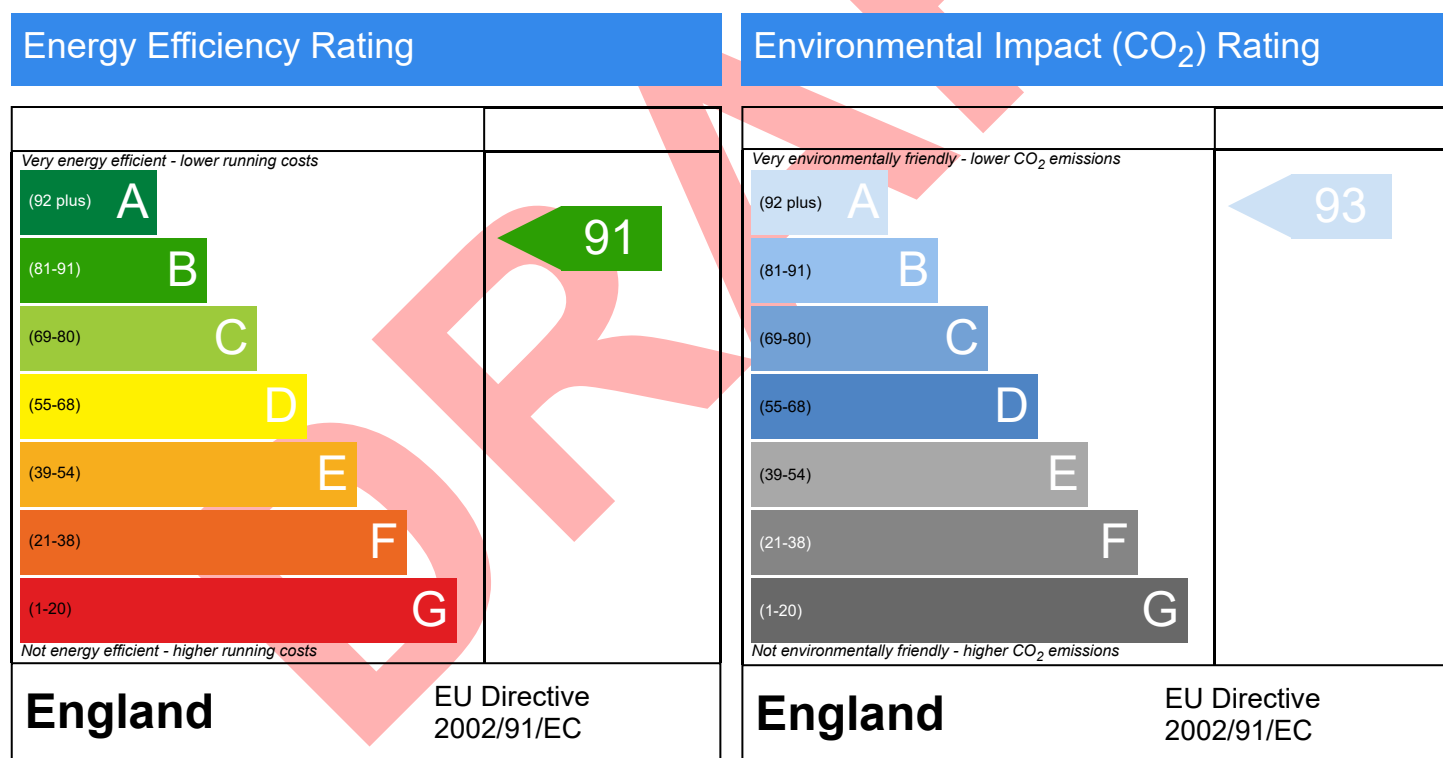 Energy Efficiency Rating
Very energy efficient - lower running costs
(92 plus) A
(81-91) B
(69-80) C
(55-68) D
(39-54) E
(21-38) F
(1-20) G
Not energy efficient - higher running costs
91
England
EU Directive
2002/91/EC
Environmental Impact (CO₂) Rating
Very environmentally friendly - lower CO₂ emissions
(92 plus) A
(81-91) B
(69-80) C
(55-68) D
(39-54) E
(21-38) F
(1-20) G
Not environmentally friendly - higher CO₂ emissions
93
England
EU Directive
2002/91/EC